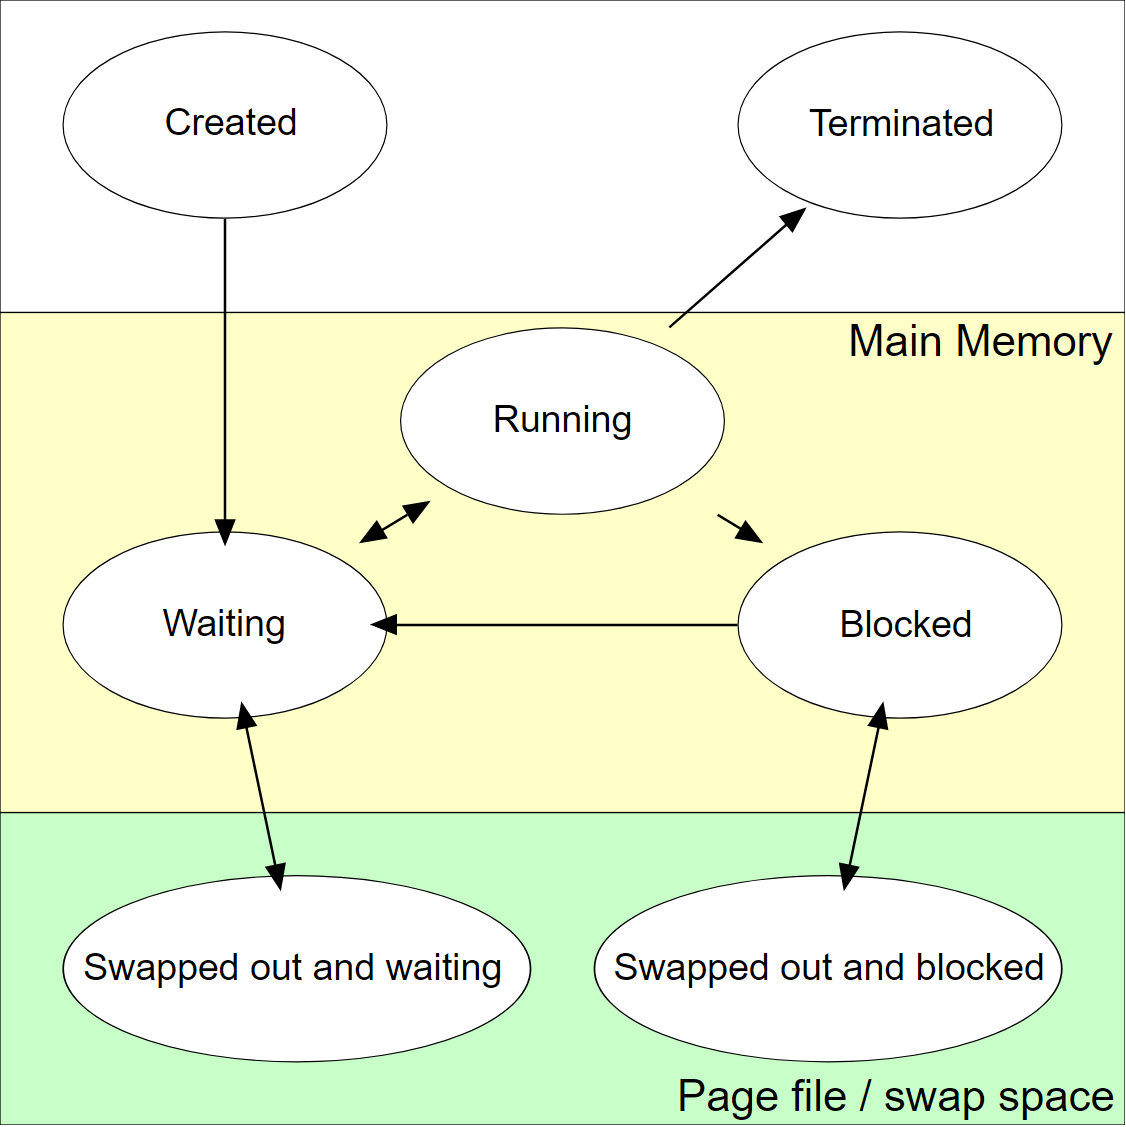 Created
Terminated
Main Memory
Running
Waiting
Blocked
Swapped out and waiting
Swapped out and blocked
Page file / swap space